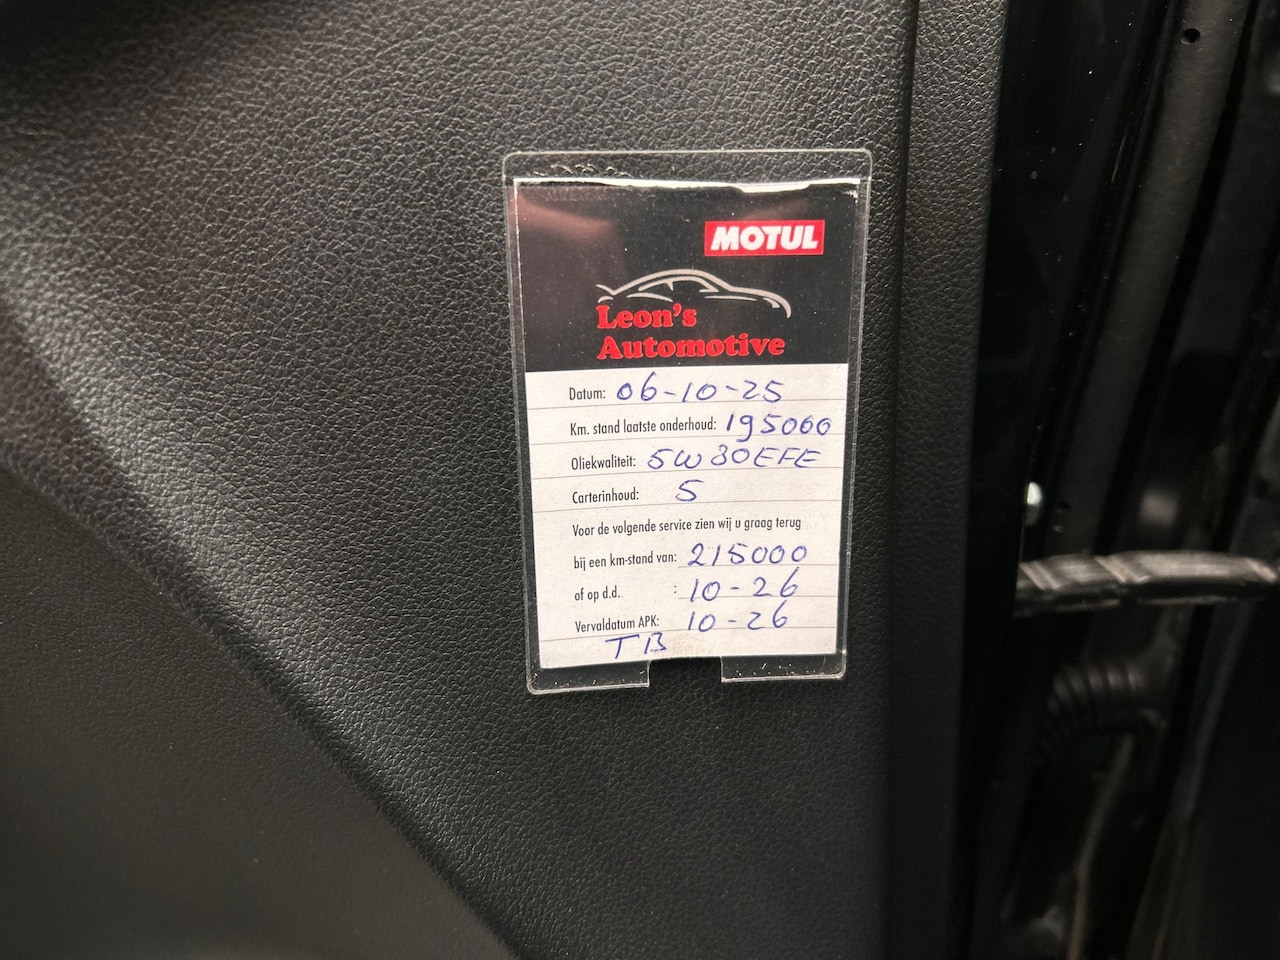 MOTUL
Leon's
Automotive
Datum: 06-10-25
Km. stand laatste onderhoud: 195000
Oliekwaliteit: 5W30EFE
Carterinhoud: 5
Voor de volgende service zien wij u graag terug
bij een km-stand van: 215000
of op d.d. : 10-26
Vervaldatum APK: 10-26
TB